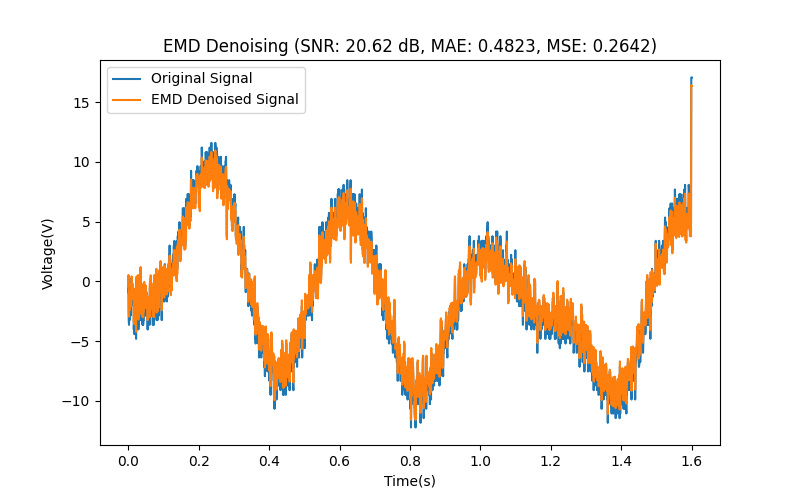 EMD Denoising (SNR: 20.62 dB, MAE: 0.4823, MSE: 0.2642)
Original Signal
EMD Denoised Signal
Voltage(V)
15
10
5
0
−5
−10
0.0 0.2 0.4 0.6 0.8 1.0 1.2 1.4 1.6
Time(s)